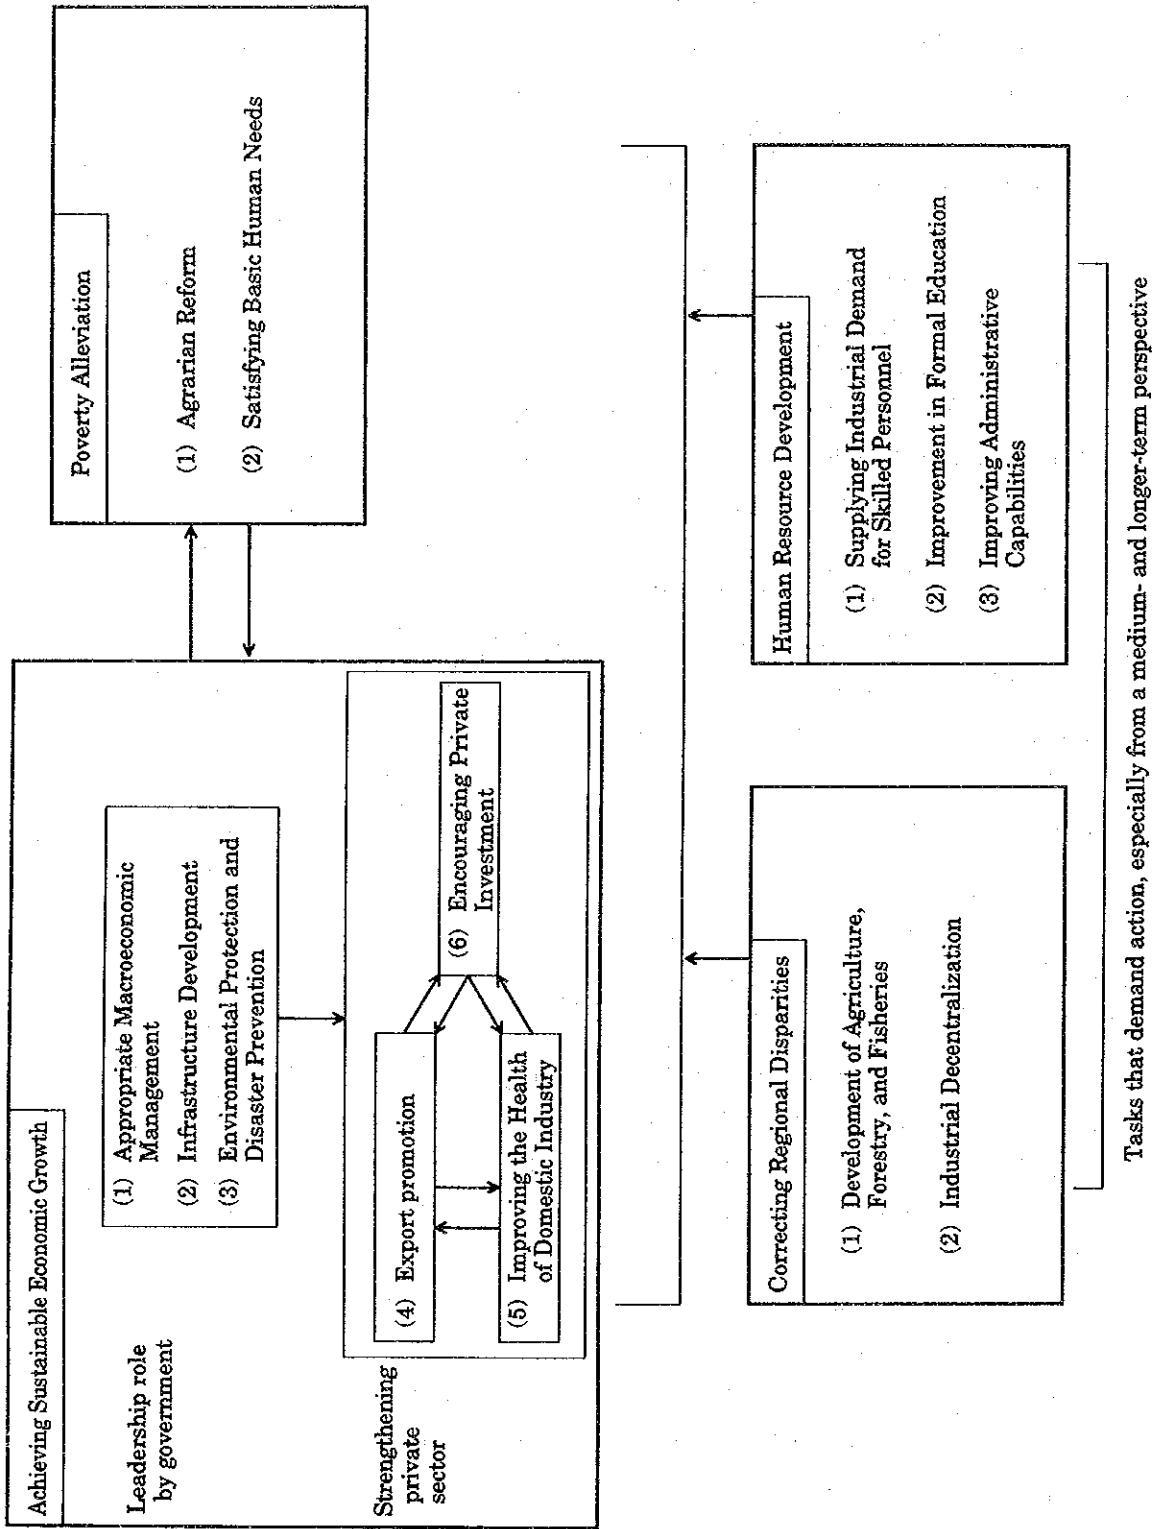 Achieving Sustainable Economic Growth
Leadership role
by government
(1) Appropriate Macroeconomic
Management
(2) Infrastructure Development
(3) Environmental Protection and
Disaster Prevention
Strengthening
private
sector
(4) Export promotion
(5) Improving the Health
of Domestic Industry
(6) Encouraging Private
Investment
Poverty Alleviation
(1) Agrarian Reform
(2) Satisfying Basic Human Needs
Correcting Regional Disparities
(1) Development of Agriculture,
Forestry, and Fisheries
(2) Industrial Decentralization
Human Resource Development
(1) Supplying Industrial Demand
for Skilled Personnel
(2) Improvement in Formal Education
(3) Improving Administrative
Capabilities
Tasks that demand action, especially from a medium- and longer-term perspective